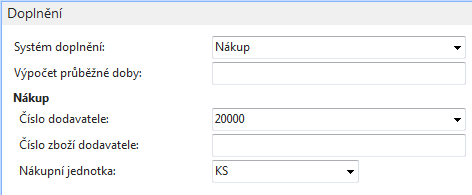 Doplnění
Systém doplnění: Nákup
Výpočet průběžné doby:
Nákup
Číslo dodavatele: 20000
Číslo zboží dodavatele:
Nákupní jednotka: KS